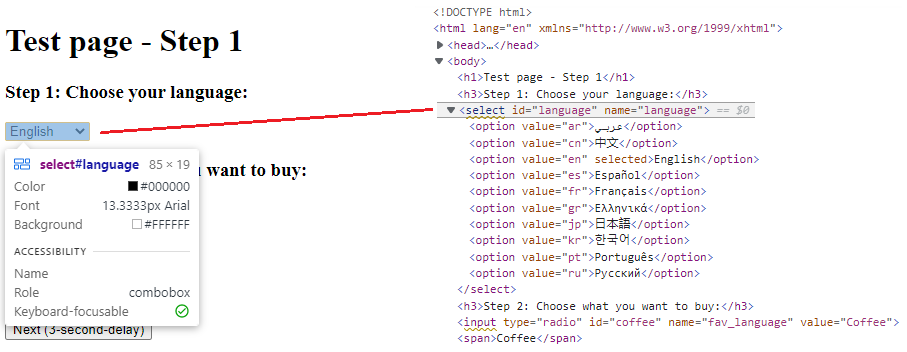 Test page - Step 1
Step 1: Choose your language:
English
select#language 85 × 19
Color #000000
Font 13.3333px Arial
Background #FFFFFF
ACCESSIBILITY
Name
Role combobox
Keyboard-focusable
u want to buy:
Next (3-second-delay)
<!DOCTYPE html>
<html lang="en" xmlns="http://www.w3.org/1999/xhtml">
<head>…</head>
<body>
<h1>Test page - Step 1</h1>
<h3>Step 1: Choose your language:</h3>
<select id="language" name="language"> == $0
<option value="ar">عربي</option>
<option value="cn">中文</option>
<option value="en" selected>English</option>
<option value="es">Español</option>
<option value="fr">Français</option>
<option value="gr">Ελληνικά</option>
<option value="jp">日本語</option>
<option value="kr">한국어</option>
<option value="pt">Português</option>
<option value="ru">Русский</option>
</select>
<h3>Step 2: Choose what you want to buy:</h3>
<input type="radio" id="coffee" name="fav_language" value="Coffee">
<span>Coffee</span>